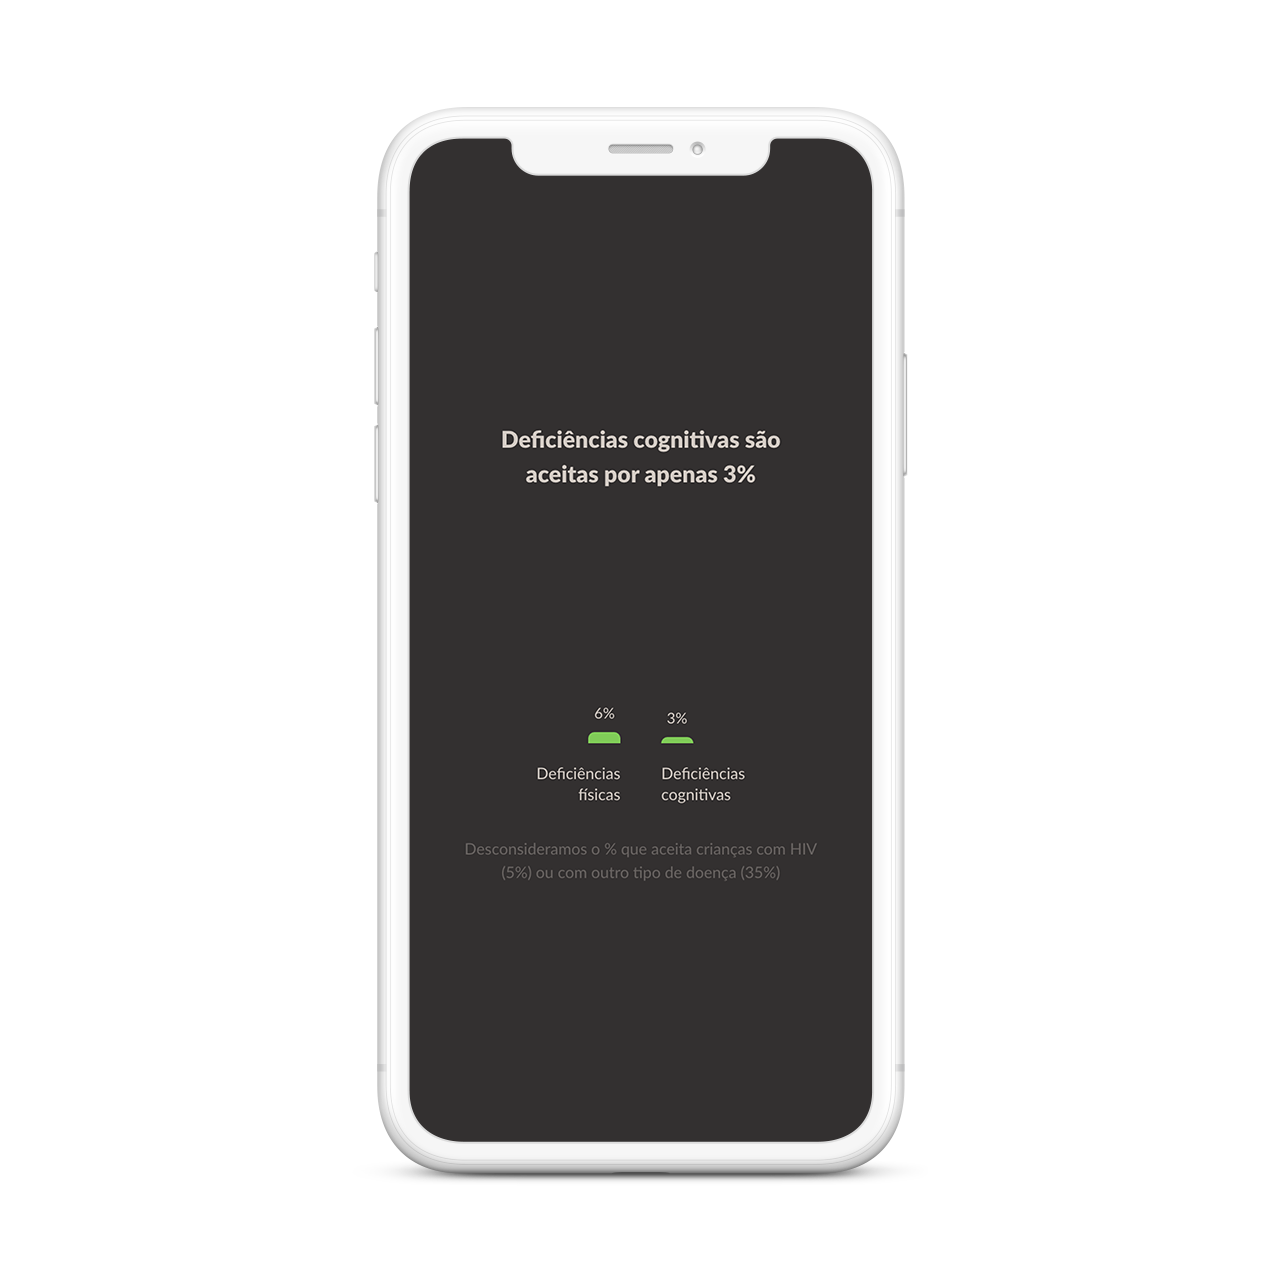 Deficiências cognitivas são
aceitas por apenas 3%
6%
3%
Deficiências
físicas
Deficiências
cognitivas
Desconsideramos o % que aceita crianças com HIV
(5%) ou com outro tipo de doença (35%)